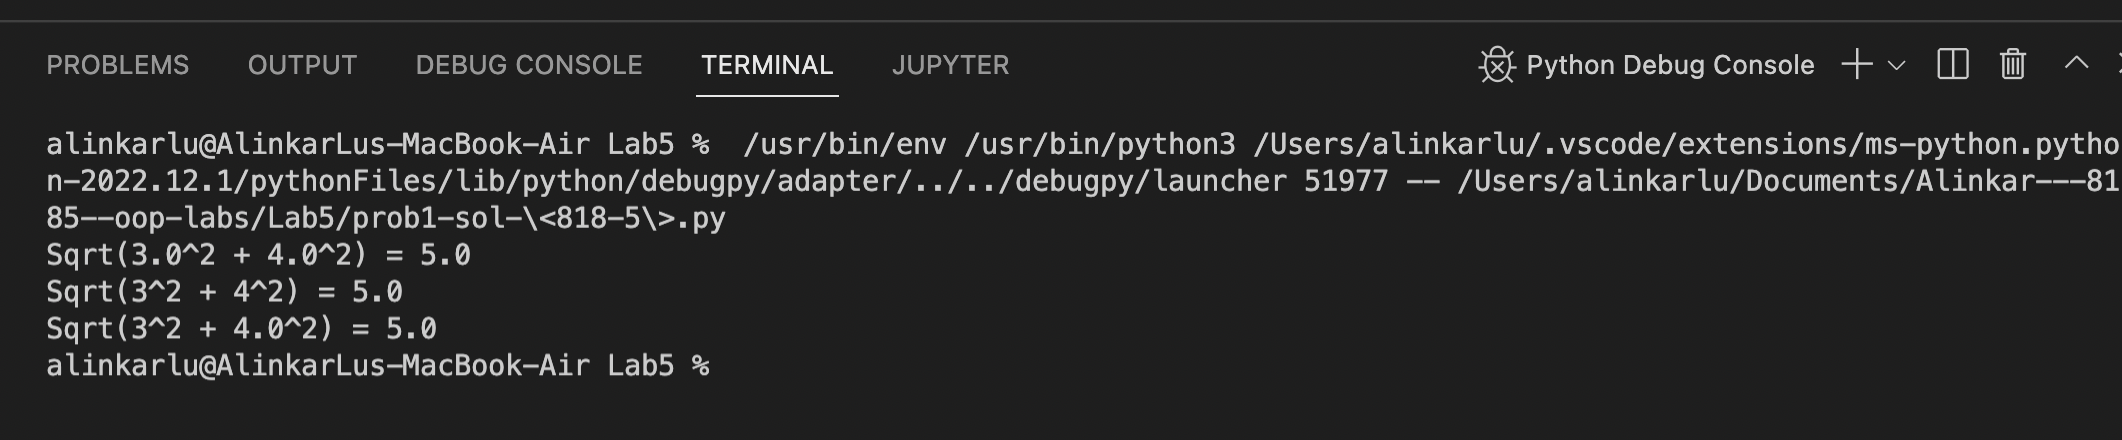 PROBLEMS OUTPUT DEBUG CONSOLE TERMINAL JUPYTER Python Debug Console
alinkarlu@AlinkarLus-MacBook-Air Lab5 %  /usr/bin/env /usr/bin/python3 /Users/alinkarlu/.vscode/extensions/ms-python.pytho
n-2022.12.1/pythonFiles/lib/python/debugpy/adapter/../../debugpy/launcher 51977 -- /Users/alinkarlu/Documents/Alinkar---81
85--oop-labs/Lab5/prob1-sol-\<818-5\>.py
Sqrt(3.0^2 + 4.0^2) = 5.0
Sqrt(3^2 + 4^2) = 5.0
Sqrt(3^2 + 4.0^2) = 5.0
alinkarlu@AlinkarLus-MacBook-Air Lab5 %